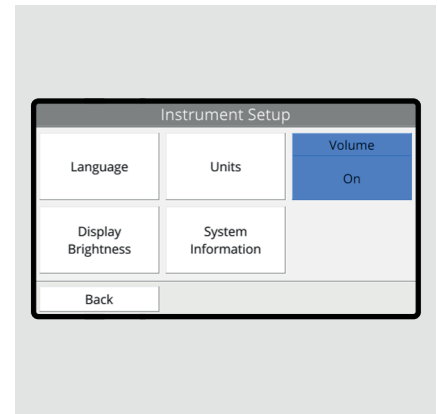 Instrument Setup
Language
Units
Volume
On
Display
Brightness
System
Information
Back